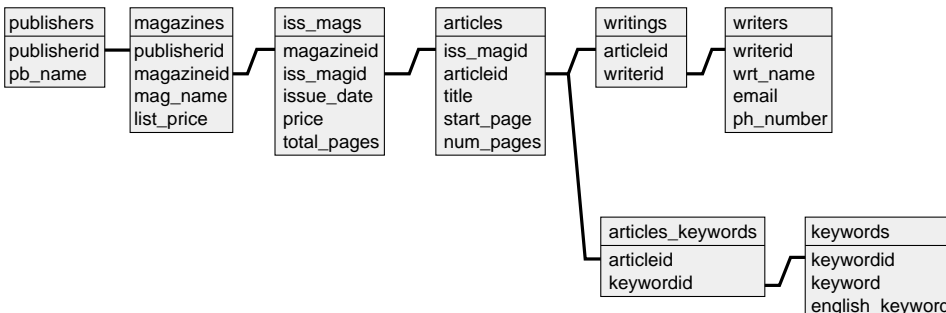 publishers
publisherid
pb_name
magazines
publisherid
magazineid
mag_name
list_price
iss_mags
magazineid
iss_magid
issue_date
price
total_pages
articles
iss_magid
articleid
title
start_page
num_pages
writings
articleid
writerid
writers
writerid
wrt_name
email
ph_number
articles_keywords
articleid
keywordid
keywords
keywordid
keyword
english_keyword